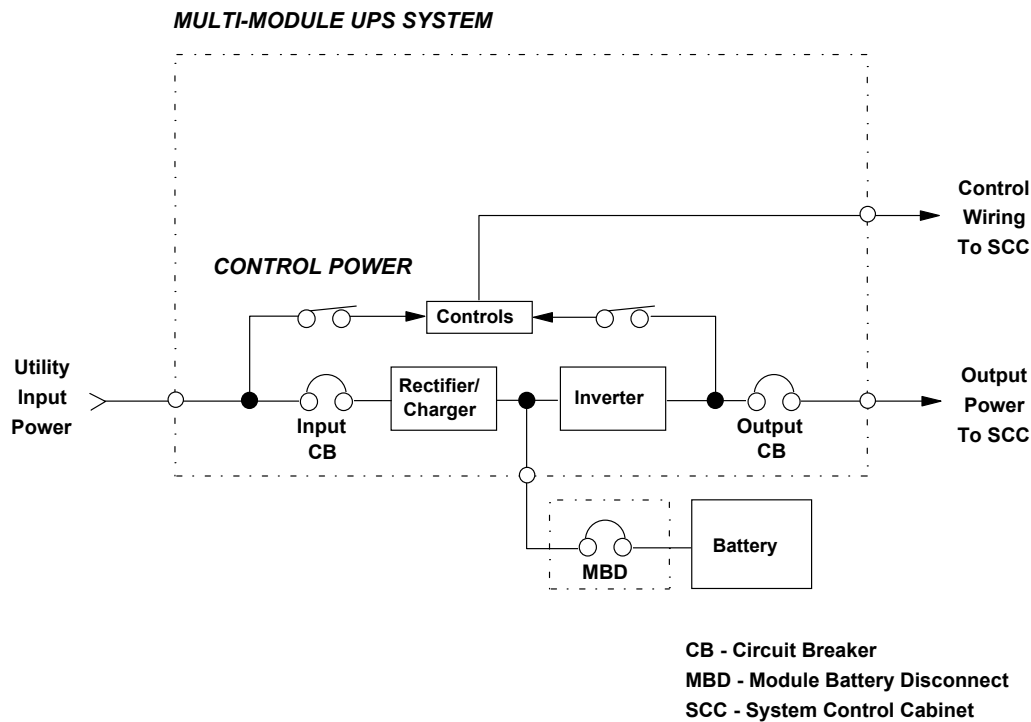 MULTI-MODULE UPS SYSTEM
Control
Wiring
To SCC
CONTROL POWER
Controls
Utility
Input
Power
Input
CB
Rectifier/
Charger
Inverter
Output
CB
Output
Power
To SCC
MBD
Battery
CB - Circuit Breaker
MBD - Module Battery Disconnect
SCC - System Control Cabinet